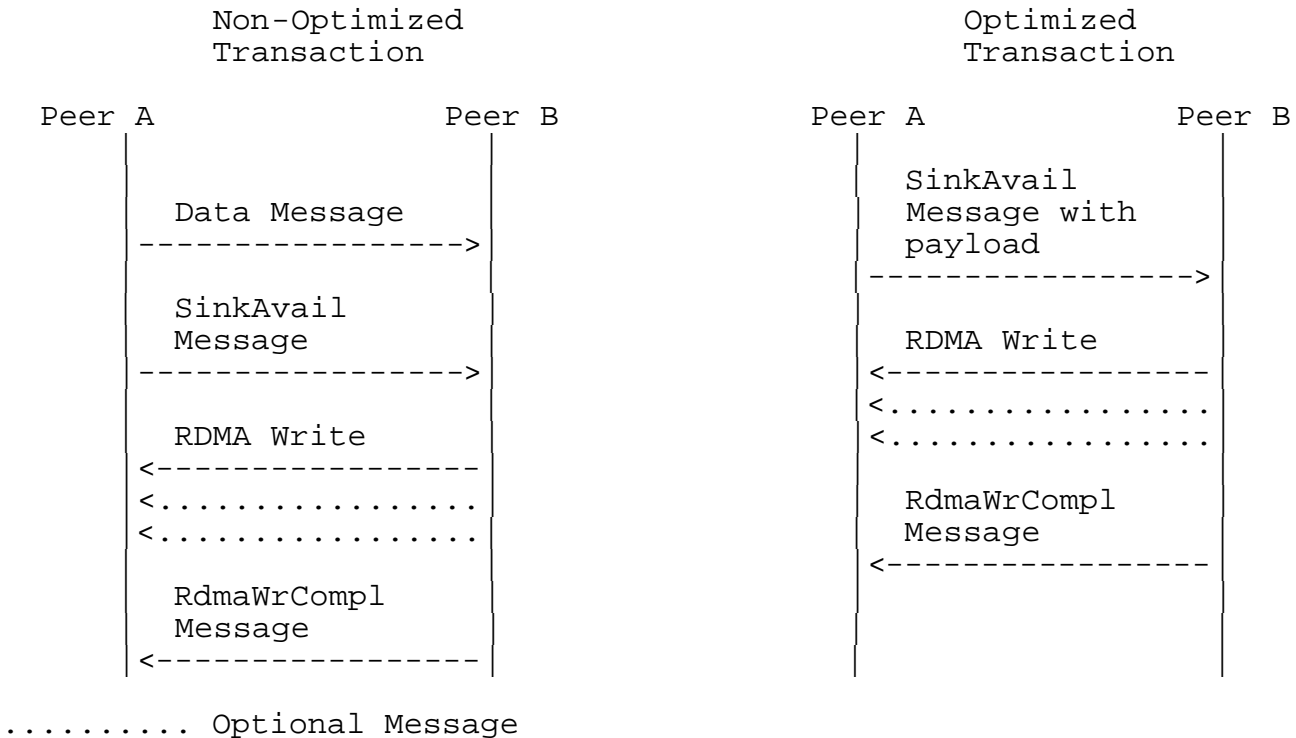 Non-Optimized
Transaction
Peer A
Peer B
Data Message
SinkAvail
Message
RDMA Write
RdmaWrCompl
Message
Optimized
Transaction
Peer A
Peer B
SinkAvail
Message with
payload
RDMA Write
RdmaWrCompl
Message
.......... Optional Message